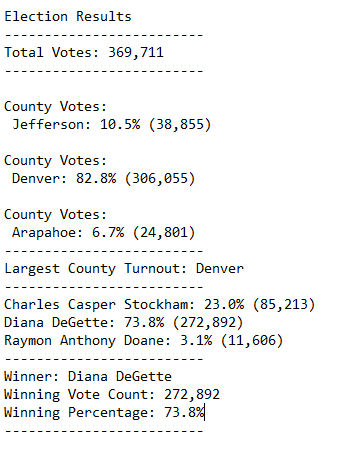 Election Results
-------------------------
Total Votes: 369,711
-------------------------
County Votes:
Jefferson: 10.5% (38,855)
County Votes:
Denver: 82.8% (306,055)
County Votes:
Arapahoe: 6.7% (24,801)
-------------------------
Largest County Turnout: Denver
-------------------------
Charles Casper Stockham: 23.0% (85,213)
Diana DeGette: 73.8% (272,892)
Raymon Anthony Doane: 3.1% (11,606)
-------------------------
Winner: Diana DeGette
Winning Vote Count: 272,892
Winning Percentage: 73.8%
-------------------------